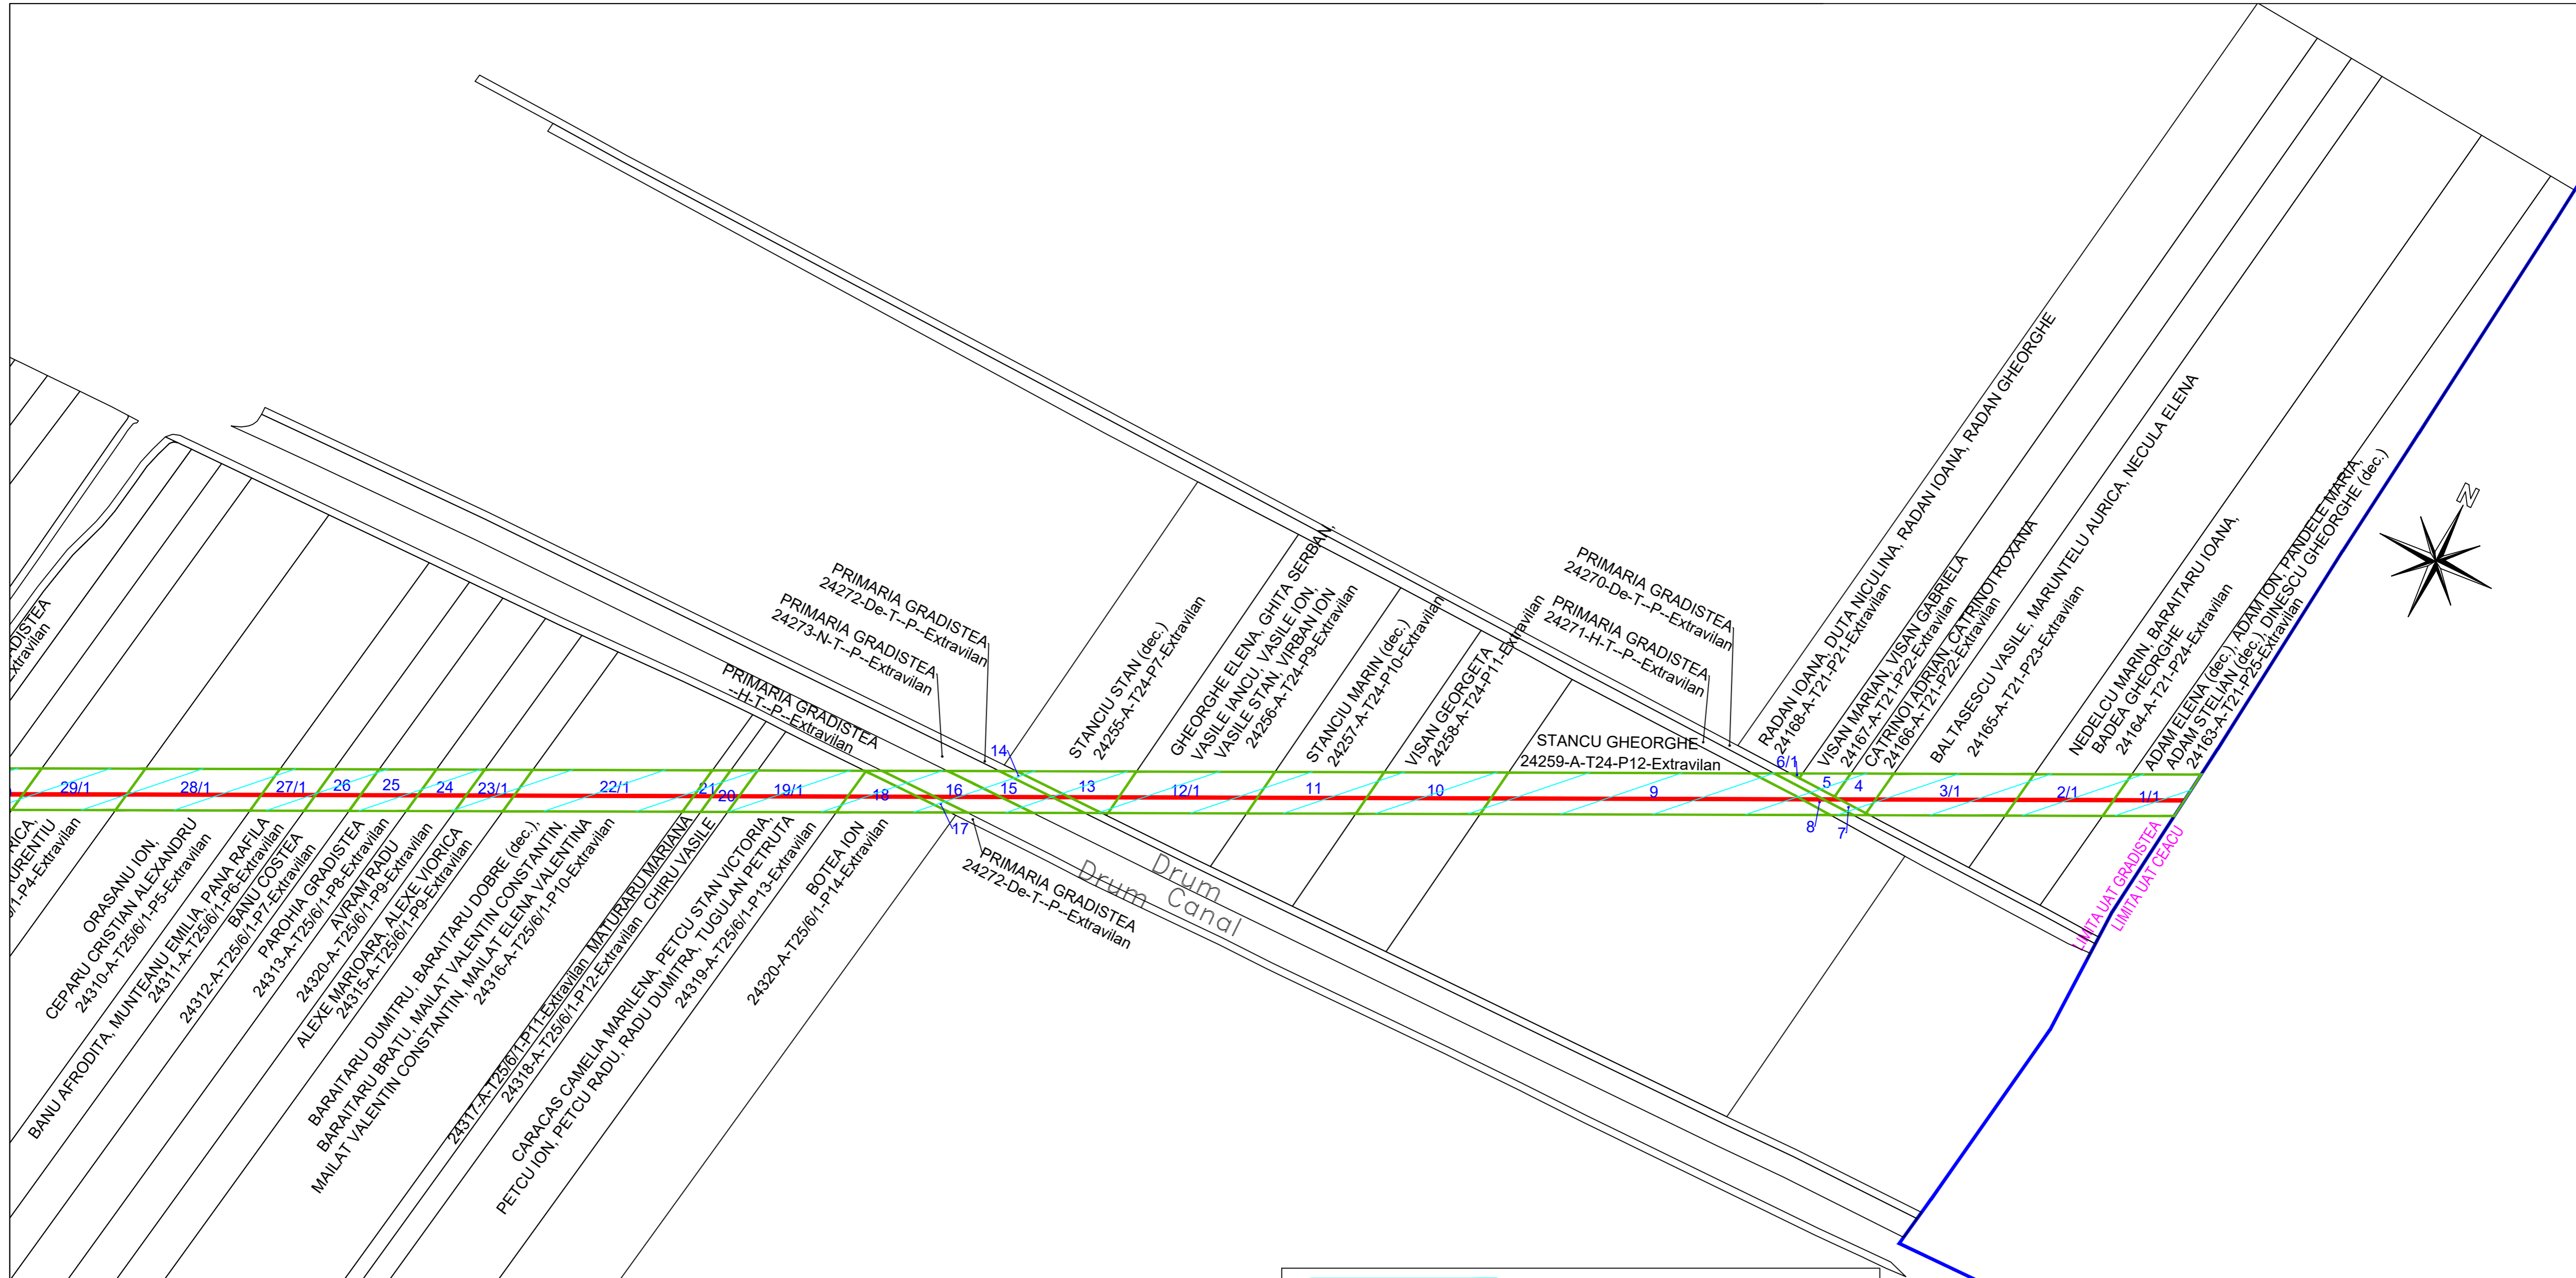 ADISTEA
Extravilan
RICA,
AURENTIU
/1-P4-Extravilan
29/1
28/1
27/1
26
25
24
23/1
22/1
21
20
19/1
18
17
16
15
14
13
12/1
11
10
9
8
7
6/1
5
4
3/1
2/1
1/1
ORASANU ION,
CEPARU CRISTIAN ALEXANDRU
24310-A-T25/6/1-P5-Extravilan
BANU AFRODITA, MUNTEANU EMILIA, PANA RAFILA
24311-A-T25/6/1-P6-Extravilan
BANU COSTEA
24312-A-T25/6/1-P7-Extravilan
PAROHIA GRADISTEA
24313-A-T25/6/1-P8-Extravilan
AVRAM RADU
24320-A-T25/6/1-P9-Extravilan
ALEXE MARIOARA, ALEXE VIORICA
24315-A-T25/6/1-P9-Extravilan
BARAITARU DUMITRU, BARAITARU DOBRE (dec.),
BARAITARU BRATU, MAILAT VALENTIN CONSTANTIN,
MAILAT VALENTIN CONSTANTIN, MAILAT ELENA VALENTINA
24316-A-T25/6/1-P10-Extravilan
24317-A-T25/6/1-P11-Extravilan MATURARU MARIANA
24318-A-T25/6/1-P12-Extravilan CHIRU VASILE
CARACAS CAMELIA MARILENA, PETCU STAN VICTORIA,
PETCU ION, PETCU RADU, RADU DUMITRA, TUGULAN PETRUTA
24319-A-T25/6/1-P13-Extravilan
BOTEA ION
24320-A-T25/6/1-P14-Extravilan
PRIMARIA GRADISTEA
24272-De-T--P--Extravilan
PRIMARIA GRADISTEA
24273-N-T--P--Extravilan
PRIMARIA GRADISTEA
--H-T--P--Extravilan
PRIMARIA GRADISTEA
24272-De-T--P--Extravilan
Drum
Canal
Drum
STANCIU STAN (dec.)
24255-A-T24-P7-Extravilan
GHEORGHE ELENA, GHITA SERBAN,
VASILE IANCU, VASILE ION,
VASILE STAN, VIRBAN ION
24256-A-T24-P9-Extravilan
STANCIU MARIN (dec.)
24257-A-T24-P10-Extravilan
VISAN GEORGETA
24258-A-T24-P11-Extravilan
STANCU GHEORGHE
24259-A-T24-P12-Extravilan
PRIMARIA GRADISTEA
24270-De-T--P--Extravilan
PRIMARIA GRADISTEA
24271-H-T--P--Extravilan
RADAN IOANA, DUTA NICULINA, RADAN IOANA, RADAN GHEORGHE
24168-A-T21-P21-Extravilan
VISAN MARIAN, VISAN GABRIELA
24167-A-T21-P22-Extravilan
CATRINOI ADRIAN, CATRINOI ROXANA
24166-A-T21-P22-Extravilan
BALTASESCU VASILE, MARUNTELU AURICA, NECULA ELENA
24165-A-T21-P23-Extravilan
NEDELCU MARIN, BARAITARU IOANA,
BADEA GHEORGHE
24164-A-T21-P24-Extravilan
ADAM ELENA (dec.), ADAM ION, PANDELE MARIA,
ADAM STELIAN (dec.), DINESCU GHEORGHE (dec.)
24163-A-T21-P25-Extravilan
LIMITA UAT GRADISTEA
LIMITA UAT CEACU
N